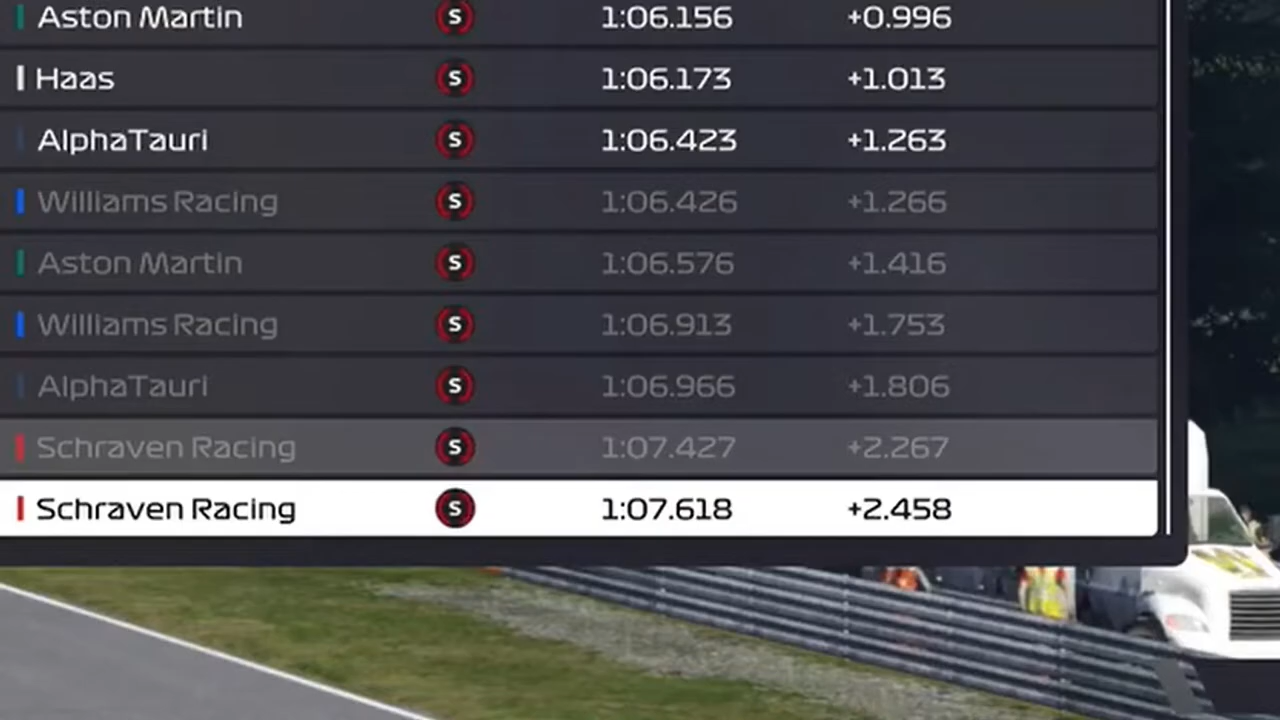 Aston Martin S 1:06.156 +0.996
Haas S 1:06.173 +1.013
AlphaTauri S 1:06.423 +1.263
Williams Racing S 1:06.426 +1.266
Aston Martin S 1:06.576 +1.416
Williams Racing S 1:06.913 +1.753
AlphaTauri S 1:06.966 +1.806
Schraven Racing S 1:07.427 +2.267
Schraven Racing S 1:07.618 +2.458